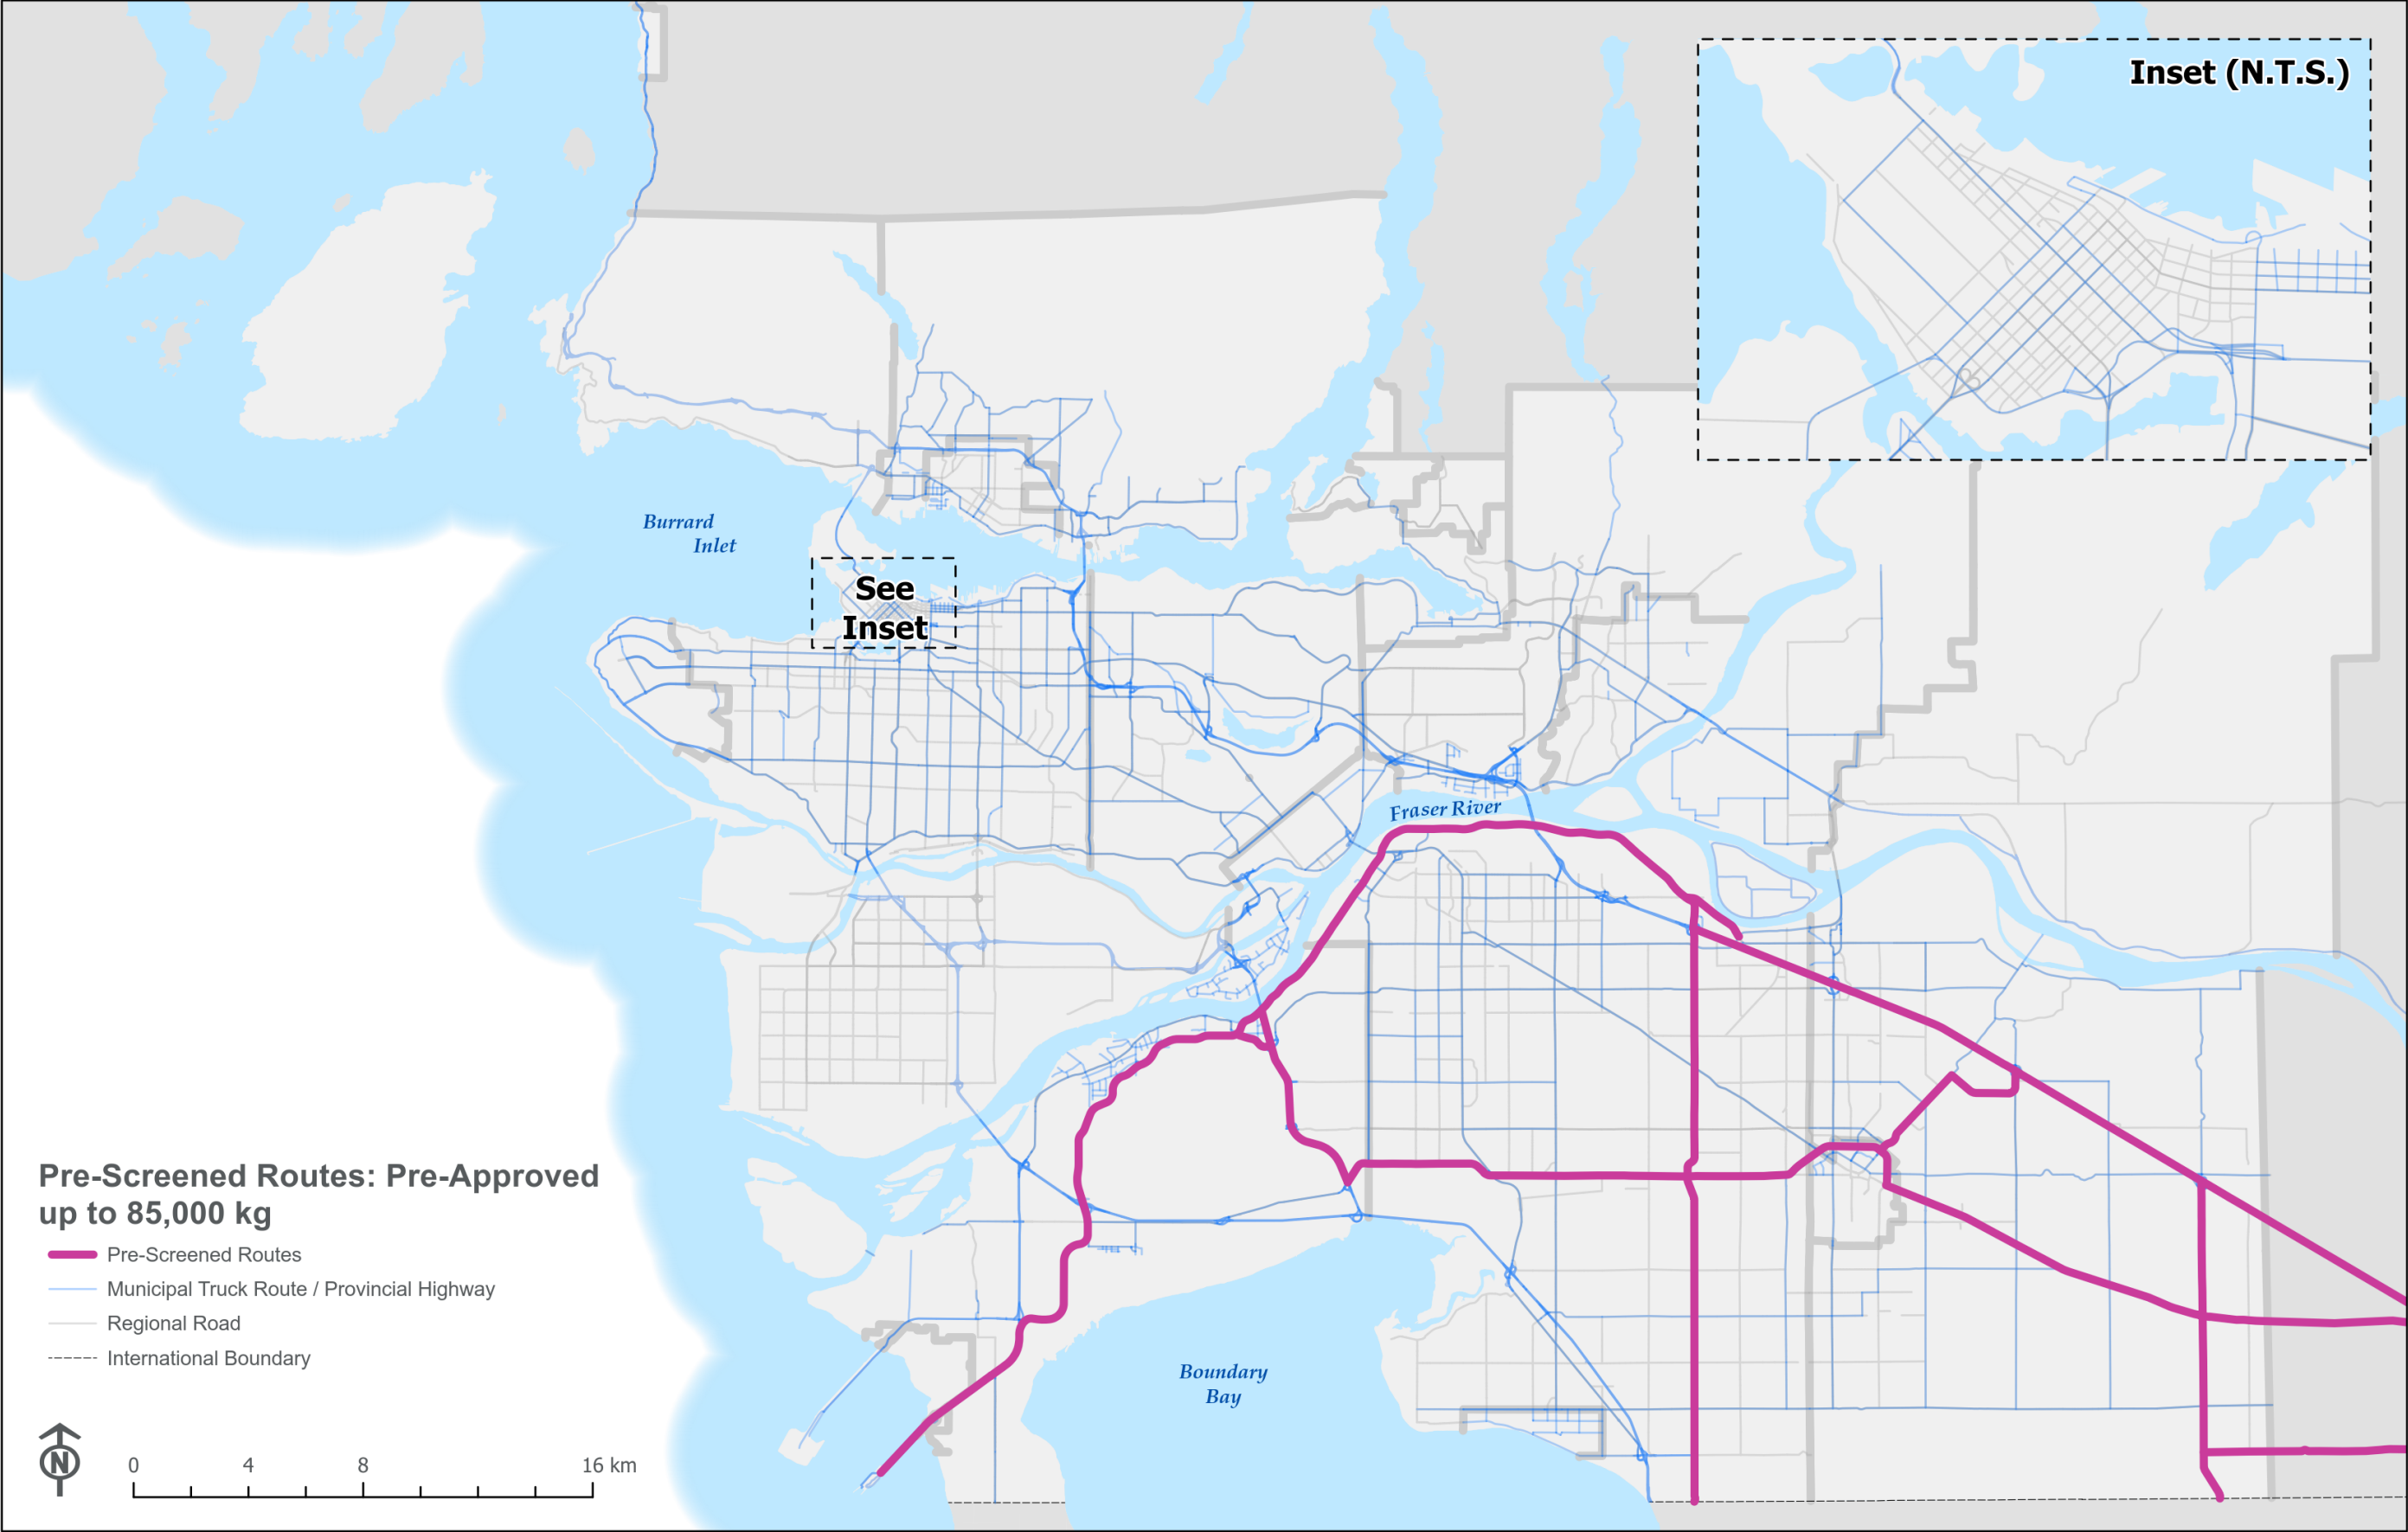 Inset (N.T.S.)
Burrard
Inlet
See
Inset
Fraser River
Pre-Screened Routes: Pre-Approved
up to 85,000 kg
Pre-Screened Routes
Municipal Truck Route / Provincial Highway
Regional Road
International Boundary
Boundary
Bay
N
0 4 8 16 km